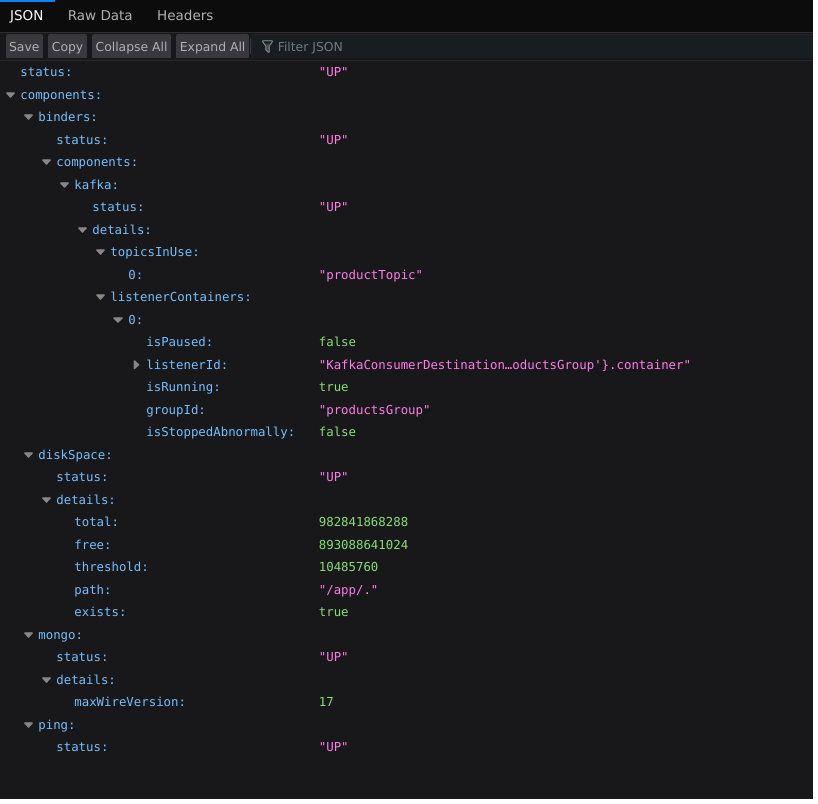 JSON Raw Data Headers
Save Copy Collapse All Expand All Filter JSON
status: "UP"
components:
binders:
status: "UP"
components:
kafka:
status: "UP"
details:
topicsInUse:
0: "productTopic"
listenerContainers:
0:
isPaused: false
listenerId: "KafkaConsumerDestination…oductsGroup'}.container"
isRunning: true
groupId: "productsGroup"
isStoppedAbnormally: false
diskSpace:
status: "UP"
details:
total: 982841868288
free: 893088641024
threshold: 10485760
path: "/app/."
exists: true
mongo:
status: "UP"
details:
maxWireVersion: 17
ping:
status: "UP"